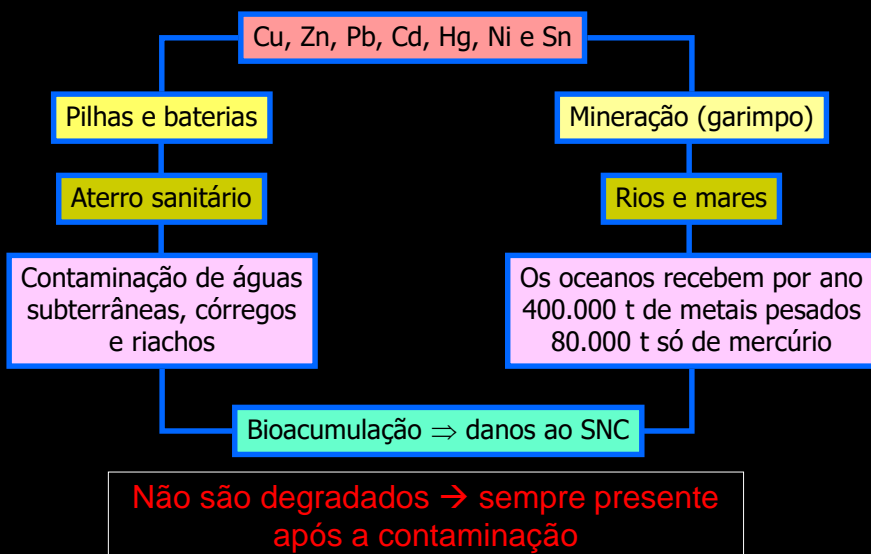 Cu, Zn, Pb, Cd, Hg, Ni e Sn
Pilhas e baterias
Mineração (garimpo)
Aterro sanitário
Rios e mares
Contaminação de águas
subterrâneas, córregos
e riachos
Os oceanos recebem por ano
400.000 t de metais pesados
80.000 t só de mercúrio
Bioacumulação ⇒ danos ao SNC
Não são degradados → sempre presente
após a contaminação